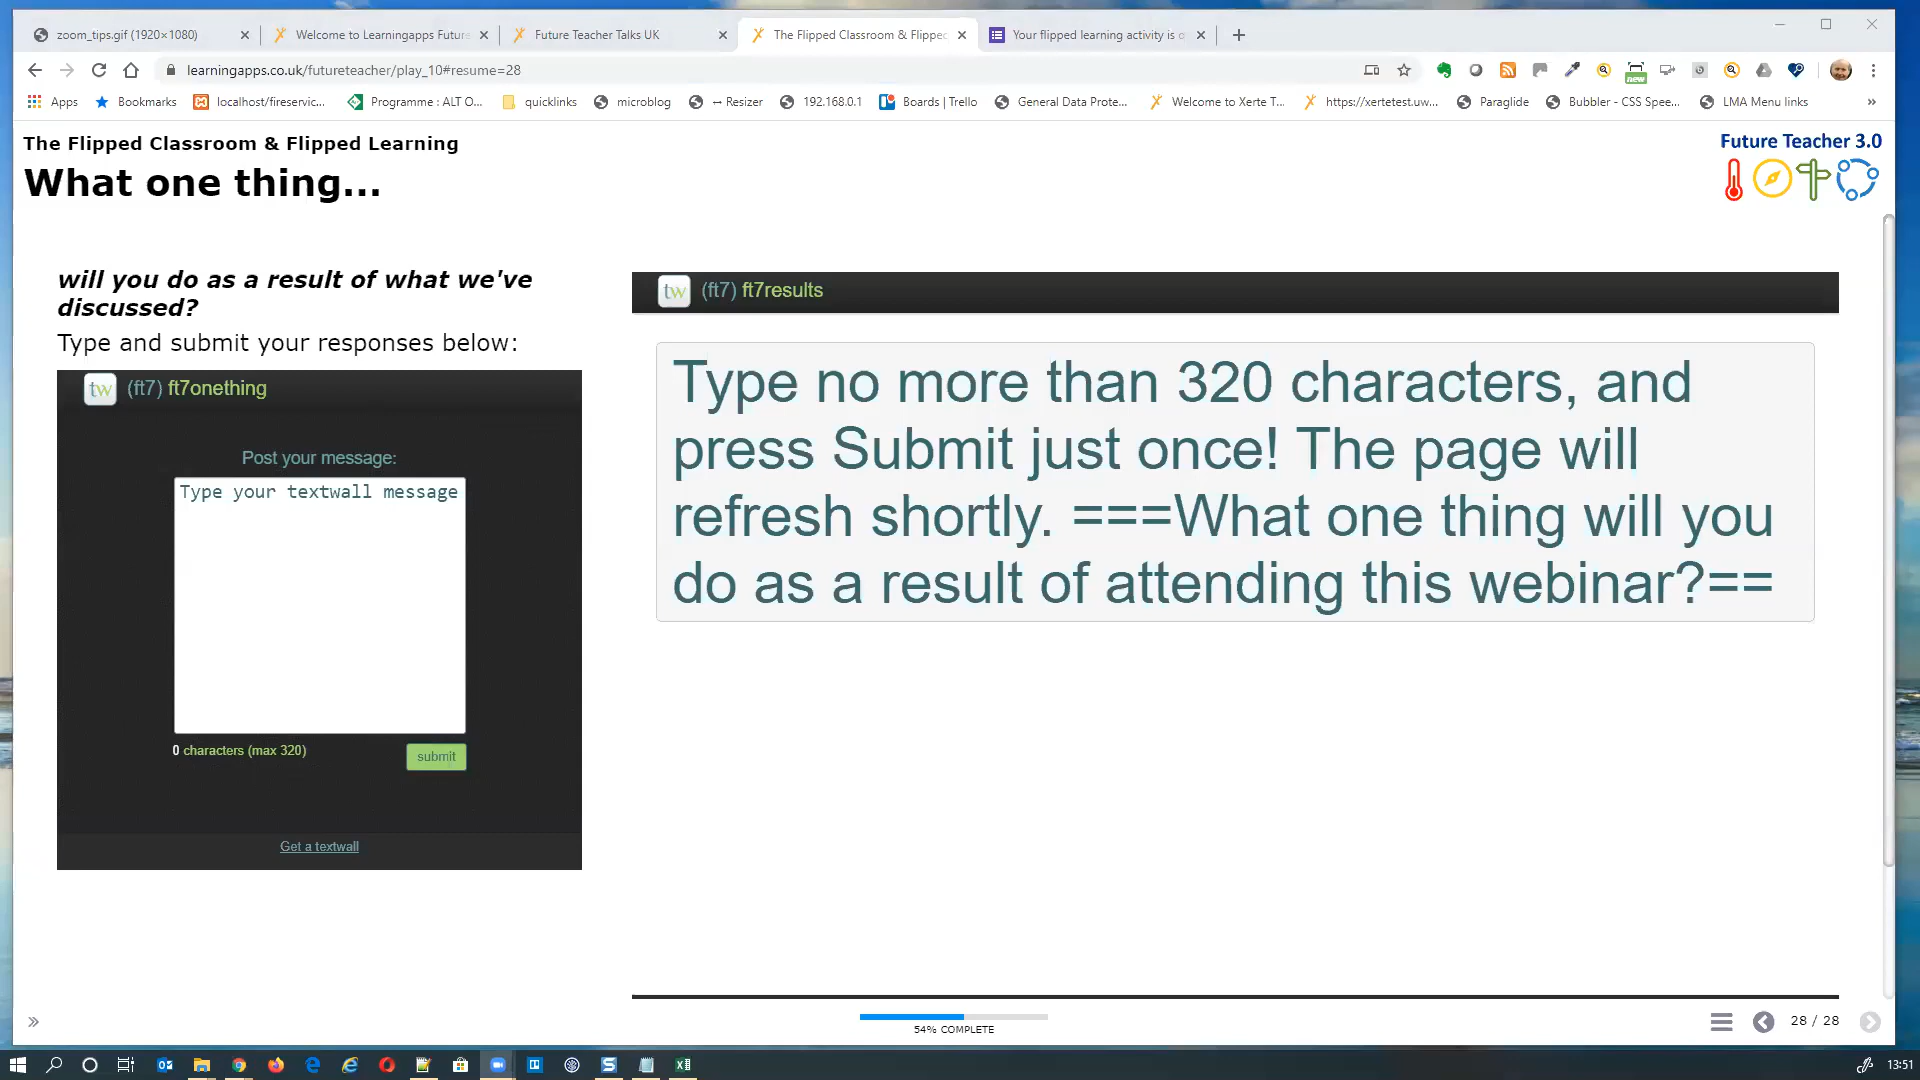 zoom_tips.gif (1920×1080)
Welcome to Learningapps Future
Future Teacher Talks UK
The Flipped Classroom & Flipped
Your flipped learning activity is
learningapps.co.uk/futureteacher/play_10#resume=28
new
Apps
Bookmarks
localhost/fireservic...
Programme : ALT O...
quicklinks
microblog
↔ Resizer
192.168.0.1
Boards | Trello
General Data Prote...
Welcome to Xerte T...
https://xertetest.uw...
Paraglide
Bubbler - CSS Spee...
LMA Menu links
»
The Flipped Classroom & Flipped Learning
What one thing...
Future Teacher 3.0
will you do as a result of what we've
discussed?
Type and submit your responses below:
tw (ft7) ft7onething
Post your message:
Type your textwall message
0 characters (max 320)
submit
Get a textwall
tw (ft7) ft7results
Type no more than 320 characters, and
press Submit just once! The page will
refresh shortly. ===What one thing will you
do as a result of attending this webinar?==
54% COMPLETE
28 / 28
13:51